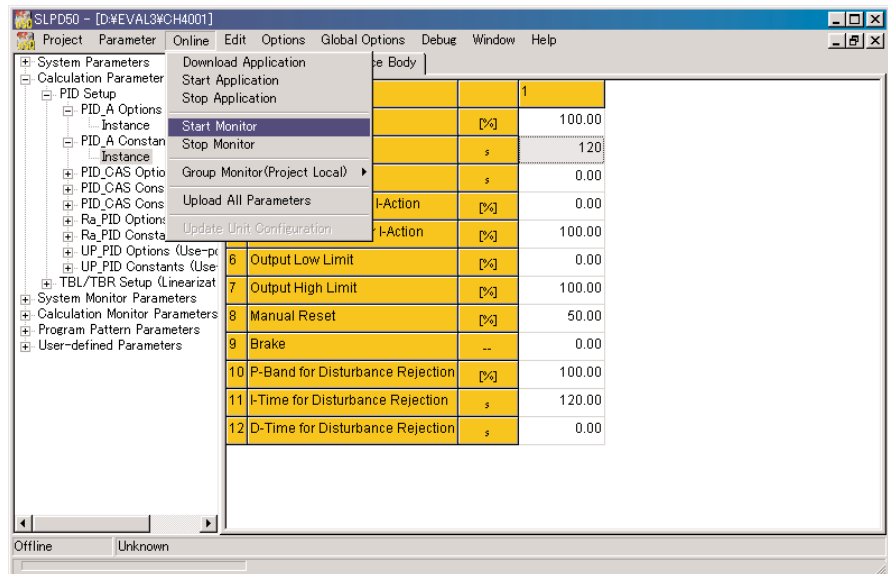 SLPD50 - [D:¥EVAL3¥CH4001]
Project Parameter Online Edit Options Global Options Debug Window Help
System Parameters
Calculation Parameter
PID Setup
PID_A Options
Instance
PID_A Constan
Instance
PID_CAS Optio
PID_CAS Cons
PID_CAS Cons
Ra_PID Options
Ra_PID Consta
UP_PID Options (Use-po
UP_PID Constants (Use-
TBL/TBR Setup (Linearizat
System Monitor Parameters
Calculation Monitor Parameters
Program Pattern Parameters
User-defined Parameters
Download Application
Start Application
Stop Application
Start Monitor
Stop Monitor
Group Monitor(Project Local)
Upload All Parameters
Update Unit Configuration
ce Body
1
[%] 100.00
s 120
s 0.00
I-Action [%] 0.00
r I-Action [%] 100.00
6 Output Low Limit [%] 0.00
7 Output High Limit [%] 100.00
8 Manual Reset [%] 50.00
9 Brake -- 0.00
10 P-Band for Disturbance Rejection [%] 100.00
11 I-Time for Disturbance Rejection s 120.00
12 D-Time for Disturbance Rejection s 0.00
Offline Unknown